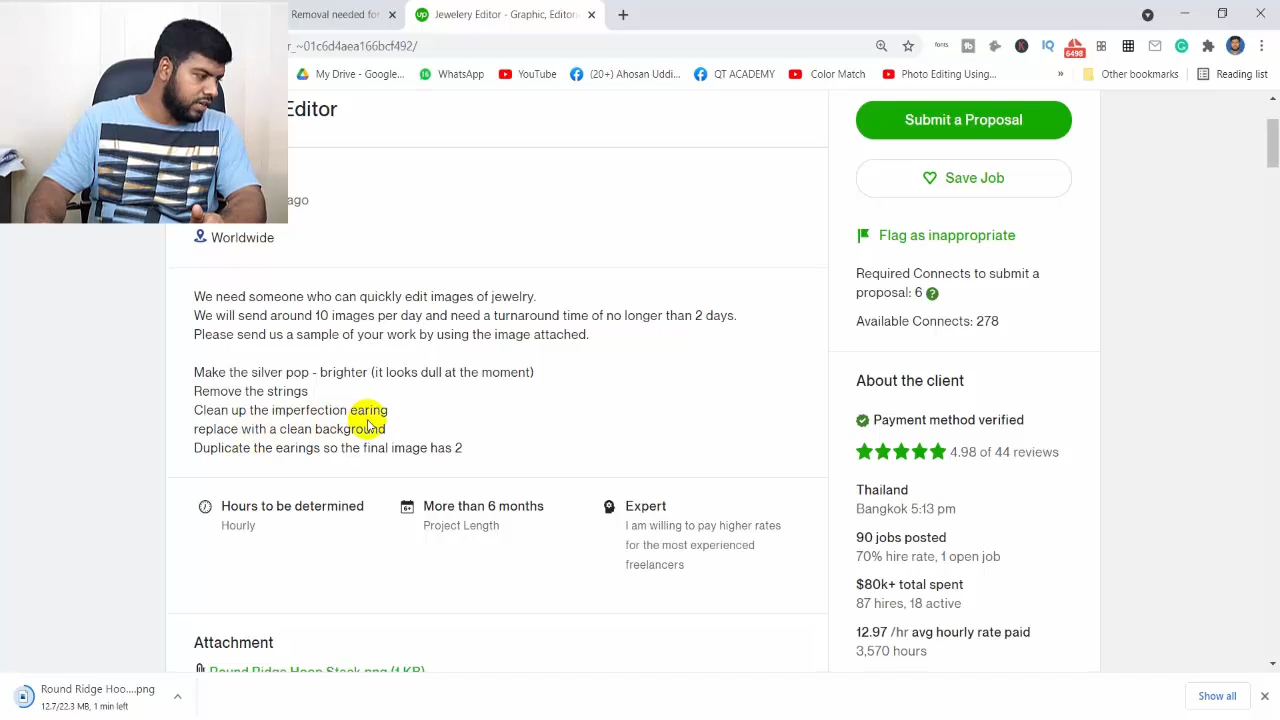 Removal needed for
Jewelery Editor - Graphic, Editori
r_~01c6d4aea166bcf492/
fonts
6498
My Drive - Google...
WhatsApp
YouTube
(20+) Ahosan Uddi...
QT ACADEMY
Color Match
Photo Editing Using...
»
Other bookmarks
Reading list
Editor
ago
Worldwide
We need someone who can quickly edit images of jewelry.
We will send around 10 images per day and need a turnaround time of no longer than 2 days.
Please send us a sample of your work by using the image attached.
Make the silver pop - brighter (it looks dull at the moment)
Remove the strings
Clean up the imperfection earing
replace with a clean background
Duplicate the earings so the final image has 2
Hours to be determined
Hourly
More than 6 months
Project Length
Expert
I am willing to pay higher rates
for the most experienced
freelancers
Attachment
Round Ridge Hoop Stack.png (1 KB)
Submit a Proposal
Save Job
Flag as inappropriate
Required Connects to submit a
proposal: 6
Available Connects: 278
About the client
Payment method verified
4.98 of 44 reviews
Thailand
Bangkok 5:13 pm
90 jobs posted
70% hire rate, 1 open job
$80k+ total spent
87 hires, 18 active
12.97 /hr avg hourly rate paid
3,570 hours
Round Ridge Hoo....png
12.7/22.3 MB, 1 min left
Show all